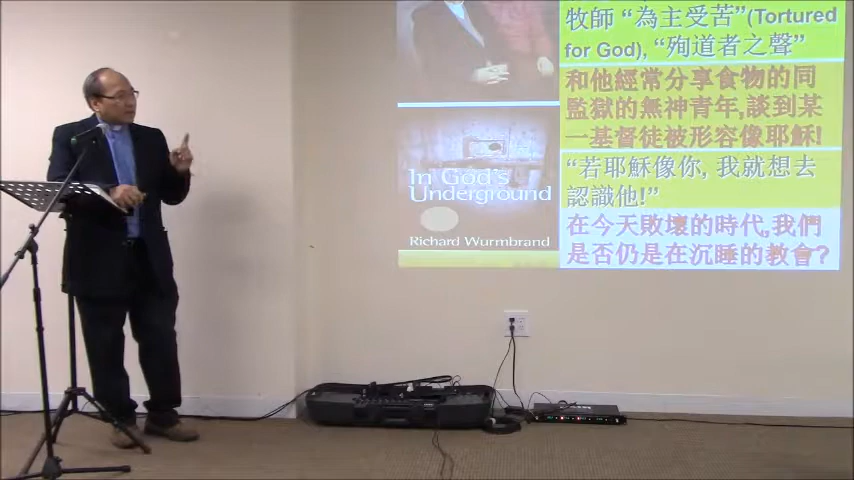 牧師 “為主受苦”(Tortured
for God), “殉道者之聲”
和他經常分享食物的同
監獄的無神青年,談到某
一基督徒被形容像耶穌!
“若耶穌像你, 我就想去
認識他!”
在今天敗壞的時代, 我們
是否仍是在沉睡的教會?
In God's
Underground
Richard Wurmbrand